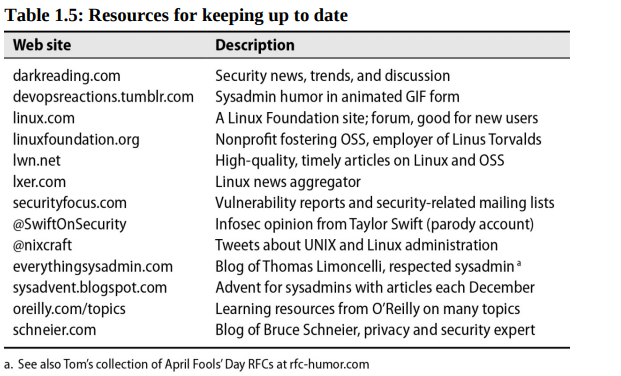 Table 1.5: Resources for keeping up to date
Web site Description
darkreading.com Security news, trends, and discussion
devopsreactions.tumblr.com Sysadmin humor in animated GIF form
linux.com A Linux Foundation site; forum, good for new users
linuxfoundation.org Nonprofit fostering OSS, employer of Linus Torvalds
lwn.net High-quality, timely articles on Linux and OSS
lxer.com Linux news aggregator
securityfocus.com Vulnerability reports and security-related mailing lists
@SwiftOnSecurity Infosec opinion from Taylor Swift (parody account)
@nixcraft Tweets about UNIX and Linux administration
everythingsysadmin.com Blog of Thomas Limoncelli, respected sysadmin a
sysadvent.blogspot.com Advent for sysadmins with articles each December
oreilly.com/topics Learning resources from O’Reilly on many topics
schneier.com Blog of Bruce Schneier, privacy and security expert
a. See also Tom’s collection of April Fools’ Day RFCs at rfc-humor.com